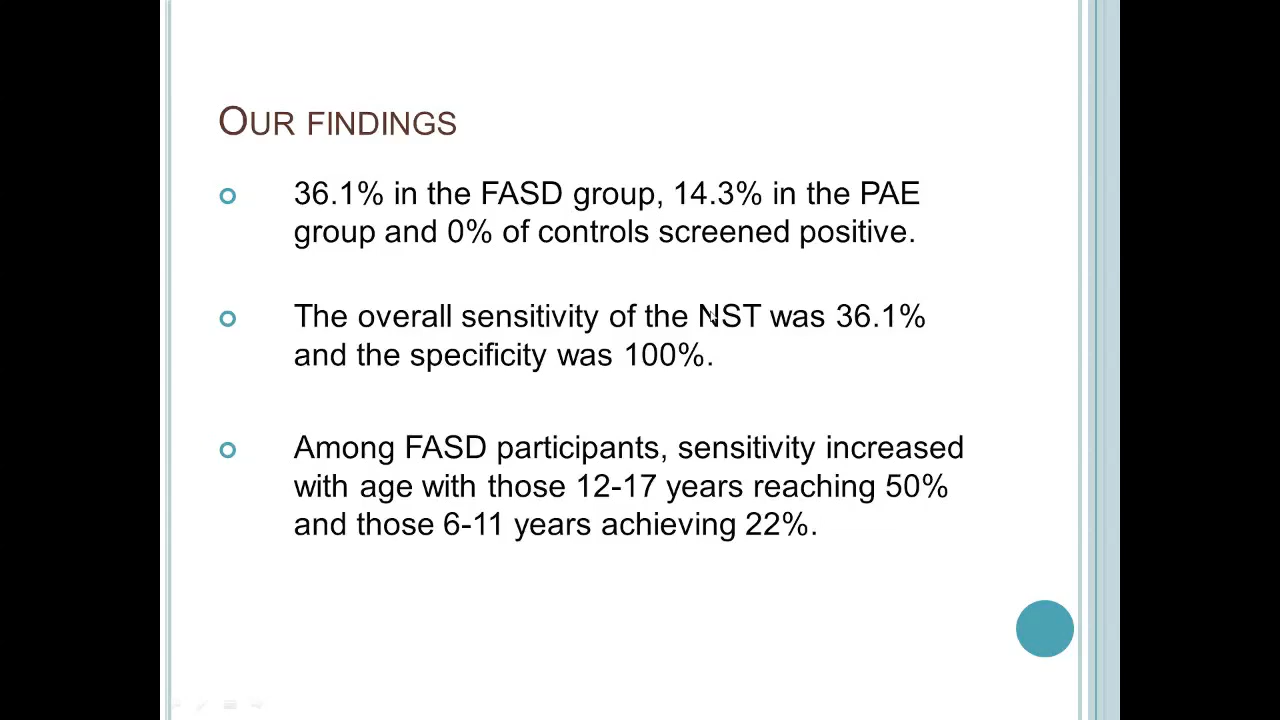 OUR FINDINGS
36.1% in the FASD group, 14.3% in the PAE
group and 0% of controls screened positive.
The overall sensitivity of the NST was 36.1%
and the specificity was 100%.
Among FASD participants, sensitivity increased
with age with those 12-17 years reaching 50%
and those 6-11 years achieving 22%.